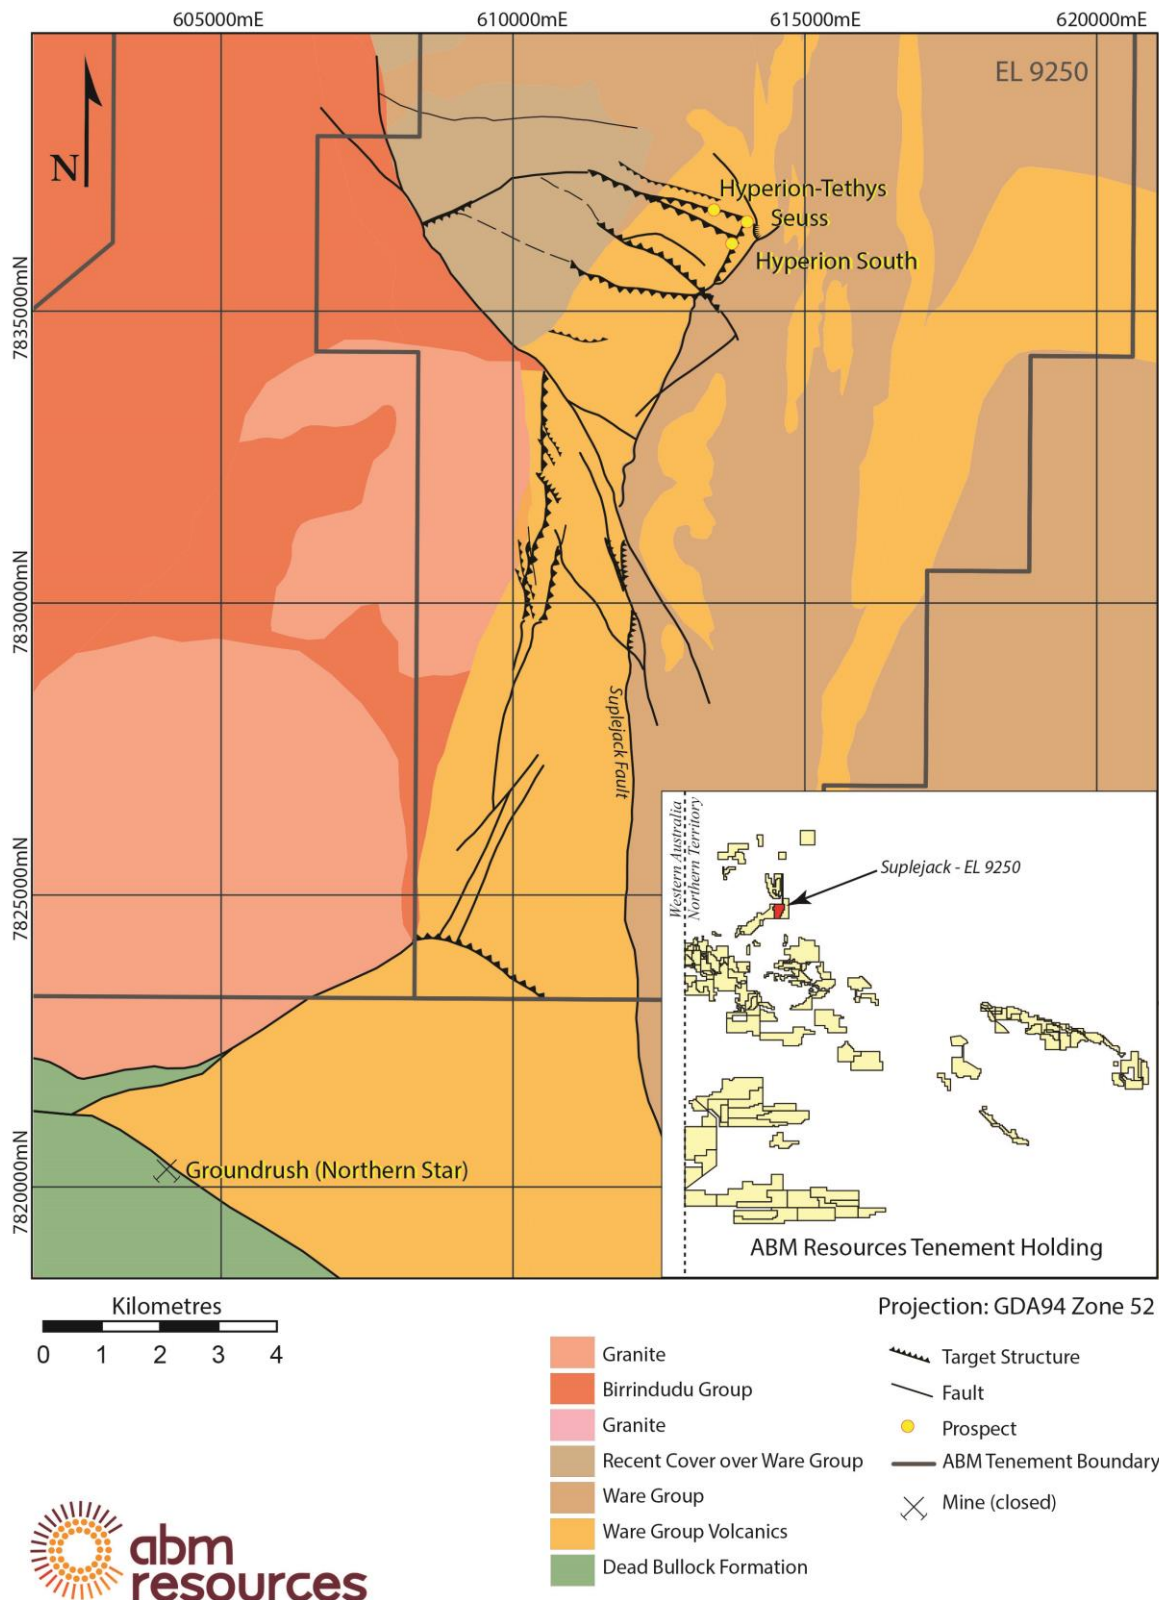 605000mE 610000mE 615000mE 620000mE
EL 9250
N
Hyperion-Tethys
Seuss
Hyperion South
7835000mN
7830000mN
Suplejack Fault
7825000mN
7820000mN
Groundrush (Northern Star)
Western Australia
Northern Territory
Suplejack - EL 9250
ABM Resources Tenement Holding
Kilometres
0 1 2 3 4
Projection: GDA94 Zone 52
Granite
Birrindudu Group
Granite
Recent Cover over Ware Group
Ware Group
Ware Group Volcanics
Dead Bullock Formation
Target Structure
Fault
Prospect
ABM Tenement Boundary
Mine (closed)
abm
resources